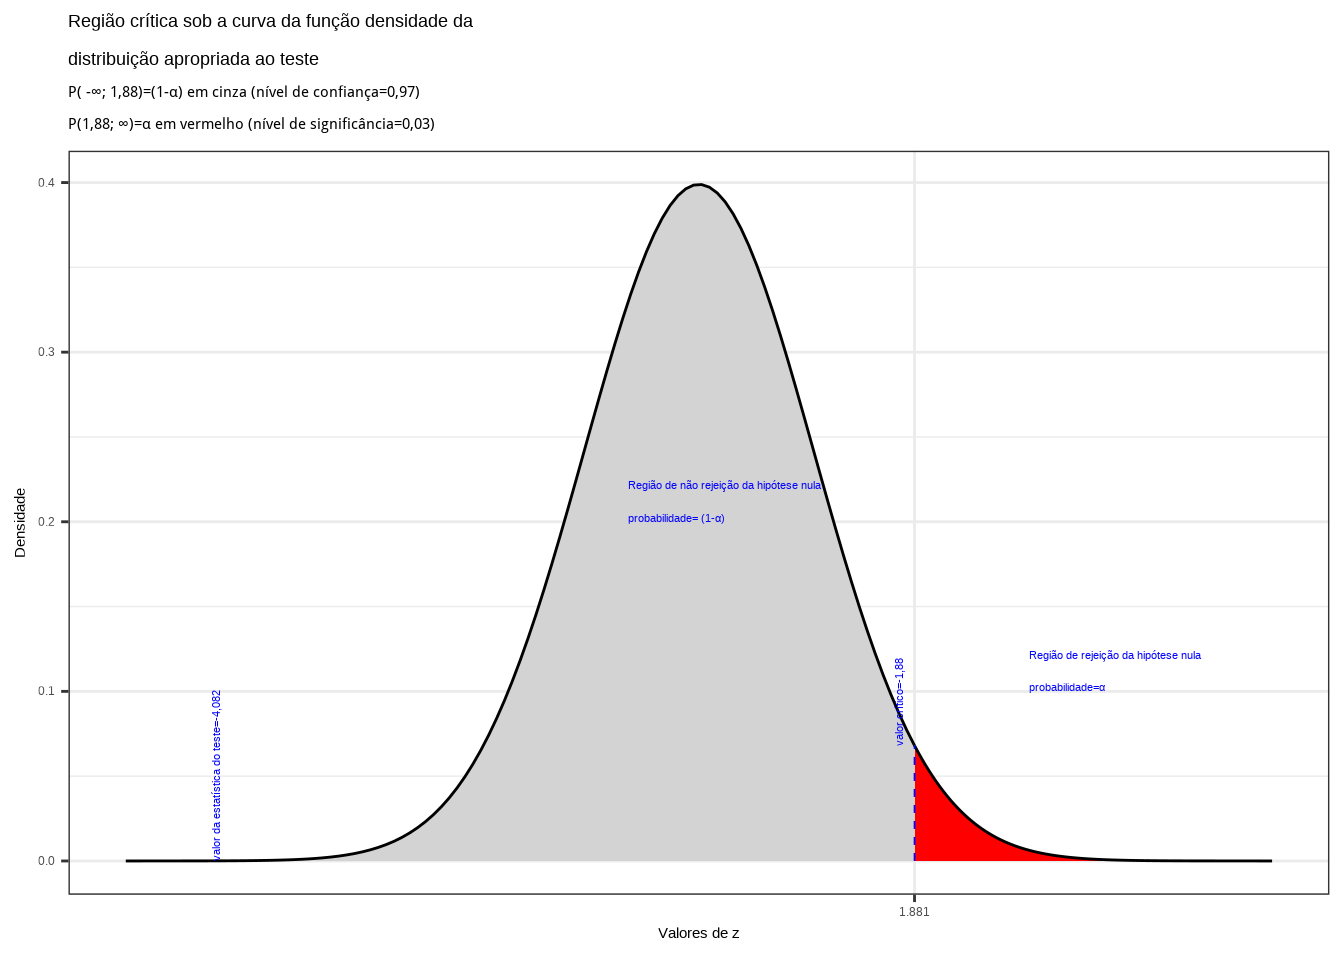 Região crítica sob a curva da função densidade da
distribuição apropriada ao teste
P( -∞; 1,88)=(1-α) em cinza (nível de confiança=0,97)
P(1,88; ∞)=α em vermelho (nível de significância=0,03)
0.4
0.3
0.2
0.1
0.0
Densidade
Região de não rejeição da hipótese nula
probabilidade= (1-α)
Região de rejeição da hipótese nula
probabilidade=α
valor crítico=-1,88
valor da estatística do teste=-4,082
1.881
Valores de z